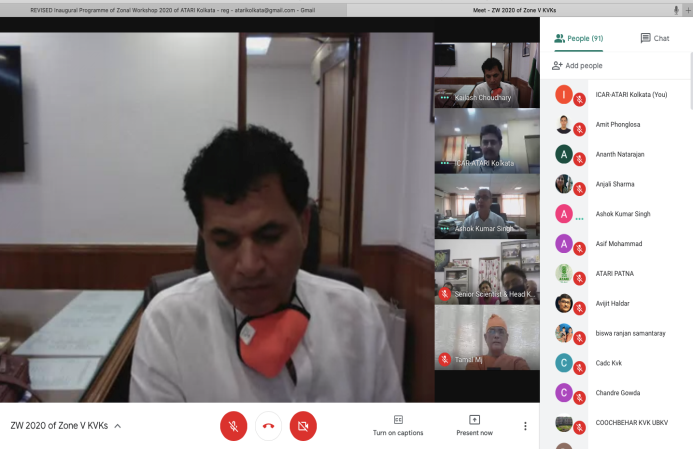 REVISED Inaugural Programme of Zonal Workshop 2020 of ATARI Kolkata - reg - atarikolkata@gmail.com - Gmail
Meet - ZW 2020 of Zone V KVKs
People (91)
Chat
Add people
Kailash Choudhary
ICAR-ATARI Kolkata
Ashok Kumar Singh
Senior Scientist & Head K...
Tamal Mj
ICAR-ATARI Kolkata (You)
Amit Phonglosa
Ananth Natarajan
Anjali Sharma
Ashok Kumar Singh
Asif Mohammad
ATARI PATNA
Avijit Haldar
biswa ranjan samantaray
Cadc Kvk
Chandre Gowda
COOCHBEHAR KVK UBKV
I
A
A
A
C
C
ZW 2020 of Zone V KVKs
Turn on captions
Present now